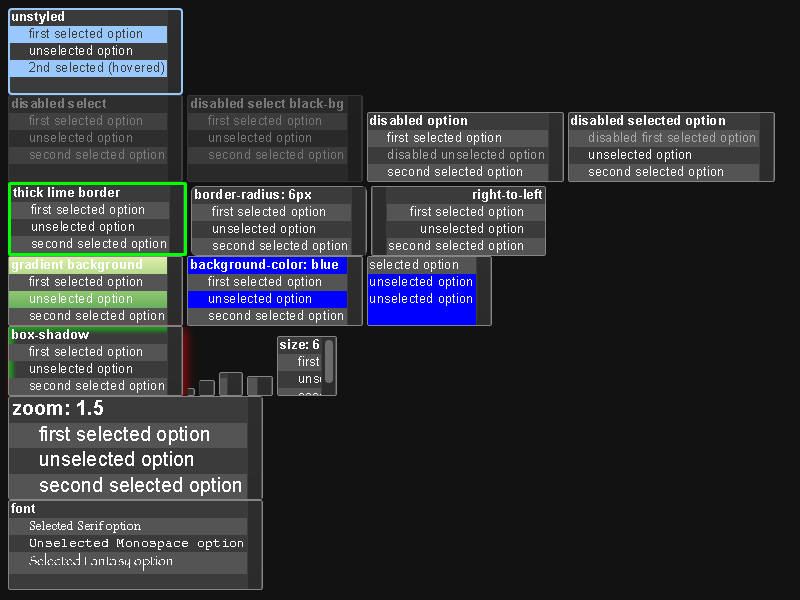 unstyled
first selected option
unselected option
2nd selected (hovered)
disabled select
first selected option
unselected option
second selected option
disabled select black-bg
first selected option
unselected option
second selected option
disabled option
first selected option
disabled unselected option
second selected option
disabled selected option
disabled first selected option
unselected option
second selected option
thick lime border
first selected option
unselected option
second selected option
border-radius: 6px
first selected option
unselected option
second selected option
right-to-left
first selected option
unselected option
second selected option
gradient background
first selected option
unselected option
second selected option
background-color: blue
first selected option
unselected option
second selected option
selected option
unselected option
unselected option
box-shadow
first selected option
unselected option
second selected option
size: 6
first
zoom: 1.5
first selected option
unselected option
second selected option
font
Selected Serif option
Unselected Monospace option
Selected Fantasy option